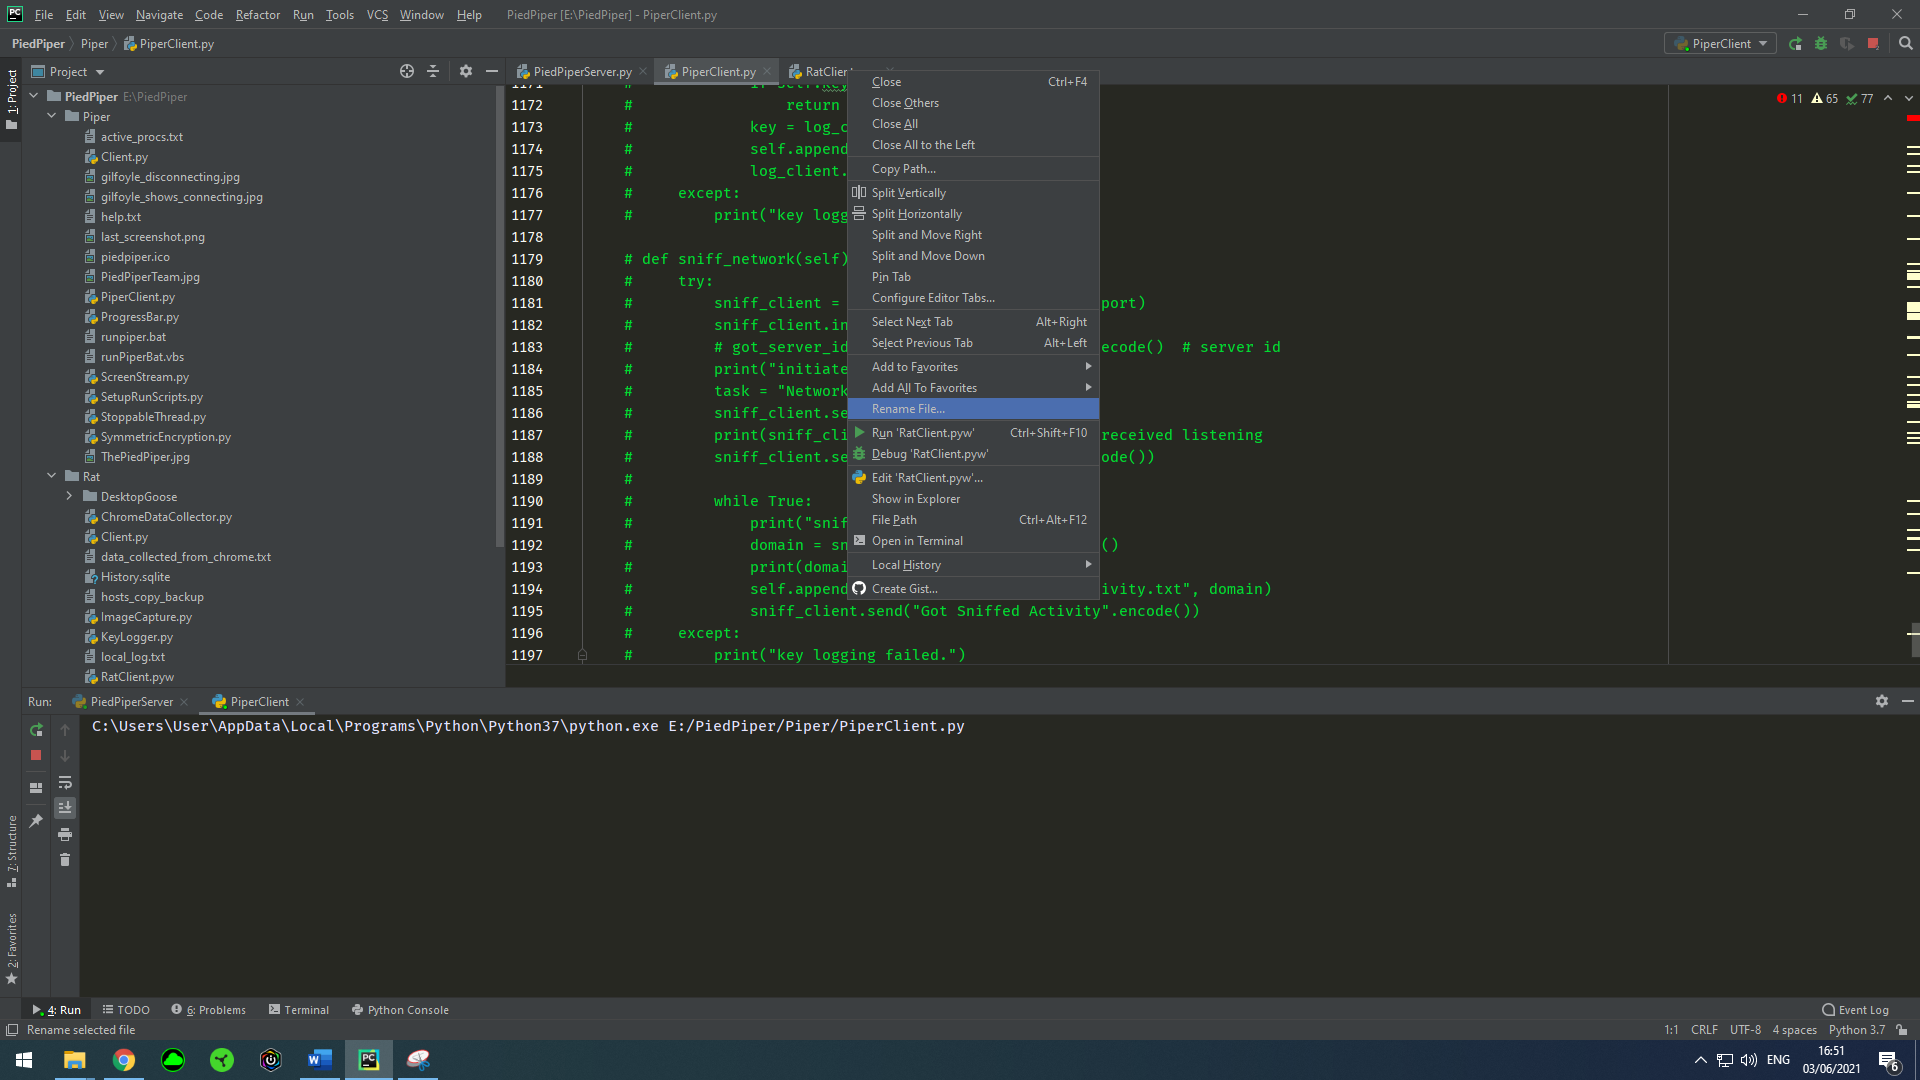 PC File Edit View Navigate Code Refactor Run Tools VCS Window Help PiedPiper [E:\PiedPiper] - PiperClient.py
PiedPiper Piper PiperClient.py
PiperClient
1: Project
Project
PiedPiper E:\PiedPiper
Piper
active_procs.txt
Client.py
gilfoyle_disconnecting.jpg
gilfoyle_shows_connecting.jpg
help.txt
last_screenshot.png
piedpiper.ico
PiedPiperTeam.jpg
PiperClient.py
ProgressBar.py
runpiper.bat
runPiperBat.vbs
ScreenStream.py
SetupRunScripts.py
StoppableThread.py
SymmetricEncryption.py
ThePiedPiper.jpg
Rat
DesktopGoose
ChromeDataCollector.py
Client.py
data_collected_from_chrome.txt
History.sqlite
hosts_copy_backup
ImageCapture.py
KeyLogger.py
local_log.txt
RatClient.pyw
PiedPiperServer.py PiperClient.py RatClient
11 65 77
1171 # if self.key
1172 # return
1173 # key = log_c
1174 # self.append
1175 # log_client.
1176 # except:
1177 # print("key logg
1178
1179 # def sniff_network(self)
1180 # try:
1181 # sniff_client = port)
1182 # sniff_client.in
1183 # # got_server_id ecode() # server id
1184 # print("initiate
1185 # task = "Network
1186 # sniff_client.se
1187 # print(sniff_cli received listening
1188 # sniff_client.se ode())
1189 #
1190 # while True:
1191 # print("snif
1192 # domain = sn ()
1193 # print(domai
1194 # self.append ivity.txt", domain)
1195 # sniff_client.send("Got Sniffed Activity".encode())
1196 # except:
1197 # print("key logging failed.")
Close Ctrl+F4
Close Others
Close All
Close All to the Left
Copy Path...
Split Vertically
Split Horizontally
Split and Move Right
Split and Move Down
Pin Tab
Configure Editor Tabs...
Select Next Tab Alt+Right
Select Previous Tab Alt+Left
Add to Favorites
Add All To Favorites
Rename File...
Run 'RatClient.pyw' Ctrl+Shift+F10
Debug 'RatClient.pyw'
Edit 'RatClient.pyw'...
Show in Explorer
File Path Ctrl+Alt+F12
Open in Terminal
Local History
Create Gist...
Run: PiedPiperServer PiperClient
C:\Users\User\AppData\Local\Programs\Python\Python37\python.exe E:/PiedPiper/Piper/PiperClient.py
7: Structure
2: Favorites
4: Run TODO 6: Problems Terminal Python Console Event Log
Rename selected file 1:1 CRLF UTF-8 4 spaces Python 3.7
ENG 16:51
03/06/2021
6